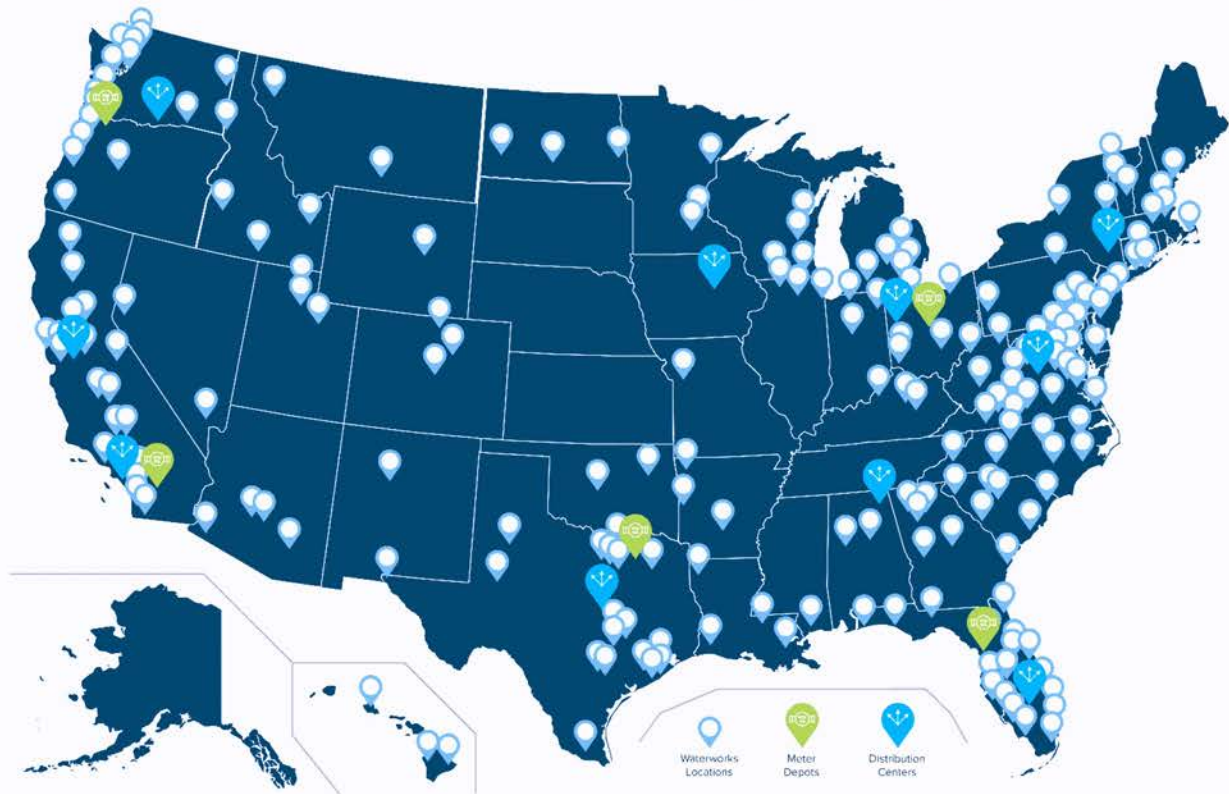 Waterworks
Locations
Meter
Depots
Distribution
Centers